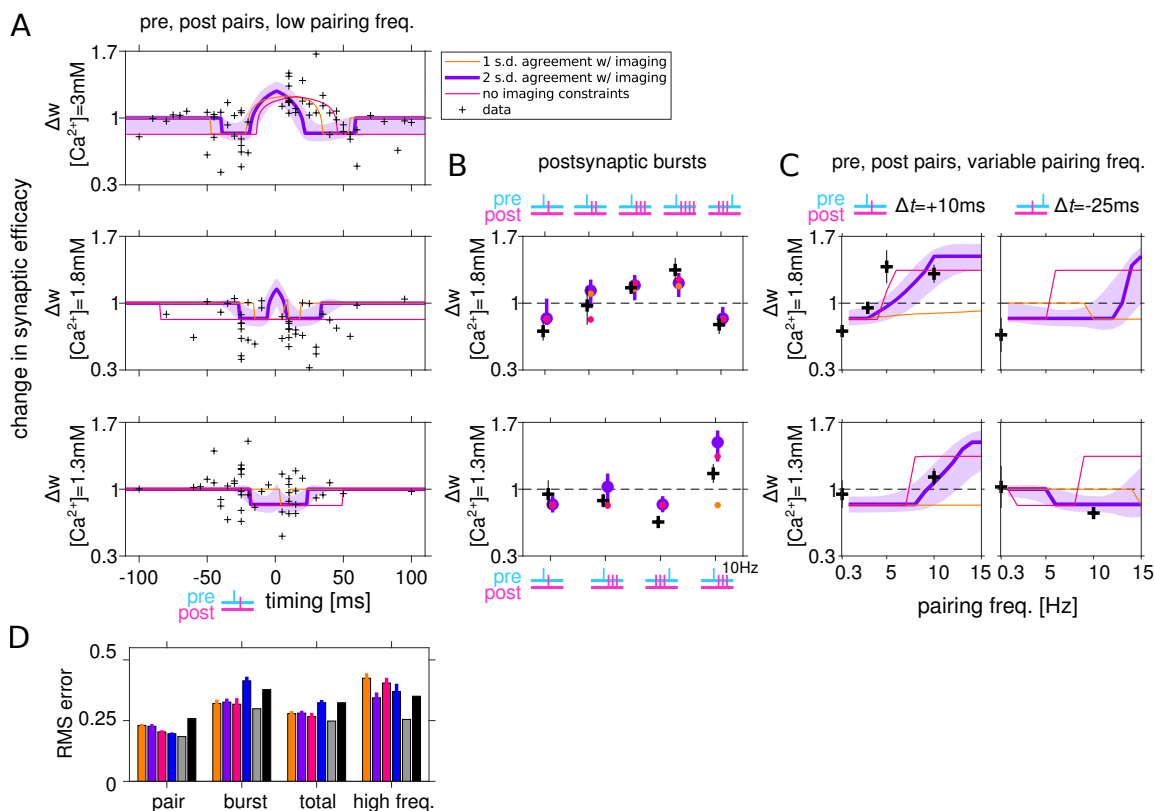 A
pre, post pairs, low pairing freq.
1.7
1
0.3
Δw
[Ca²⁺]=3mM
1 s.d. agreement w/ imaging
2 s.d. agreement w/ imaging
no imaging constraints
data
change in synaptic efficacy
1.7
1
0.3
Δw
[Ca²⁺]=1.8mM
1.7
1
0.3
Δw
[Ca²⁺]=1.3mM
-100
-50
0
50
100
pre
post
timing [ms]
B
postsynaptic bursts
pre
post
1.7
1
0.3
Δw
[Ca²⁺]=1.8mM
1.7
1
0.3
Δw
[Ca²⁺]=1.3mM
10Hz
pre
post
C
pre, post pairs, variable pairing freq.
pre
post
Δt=+10ms
Δt=-25ms
1.7
1
0.3
Δw
[Ca²⁺]=1.8mM
1.7
1
0.3
Δw
[Ca²⁺]=1.3mM
0.3
5
10
15
0.3
5
10
15
pairing freq. [Hz]
D
0.5
0.25
0
RMS error
pair
burst
total
high freq.